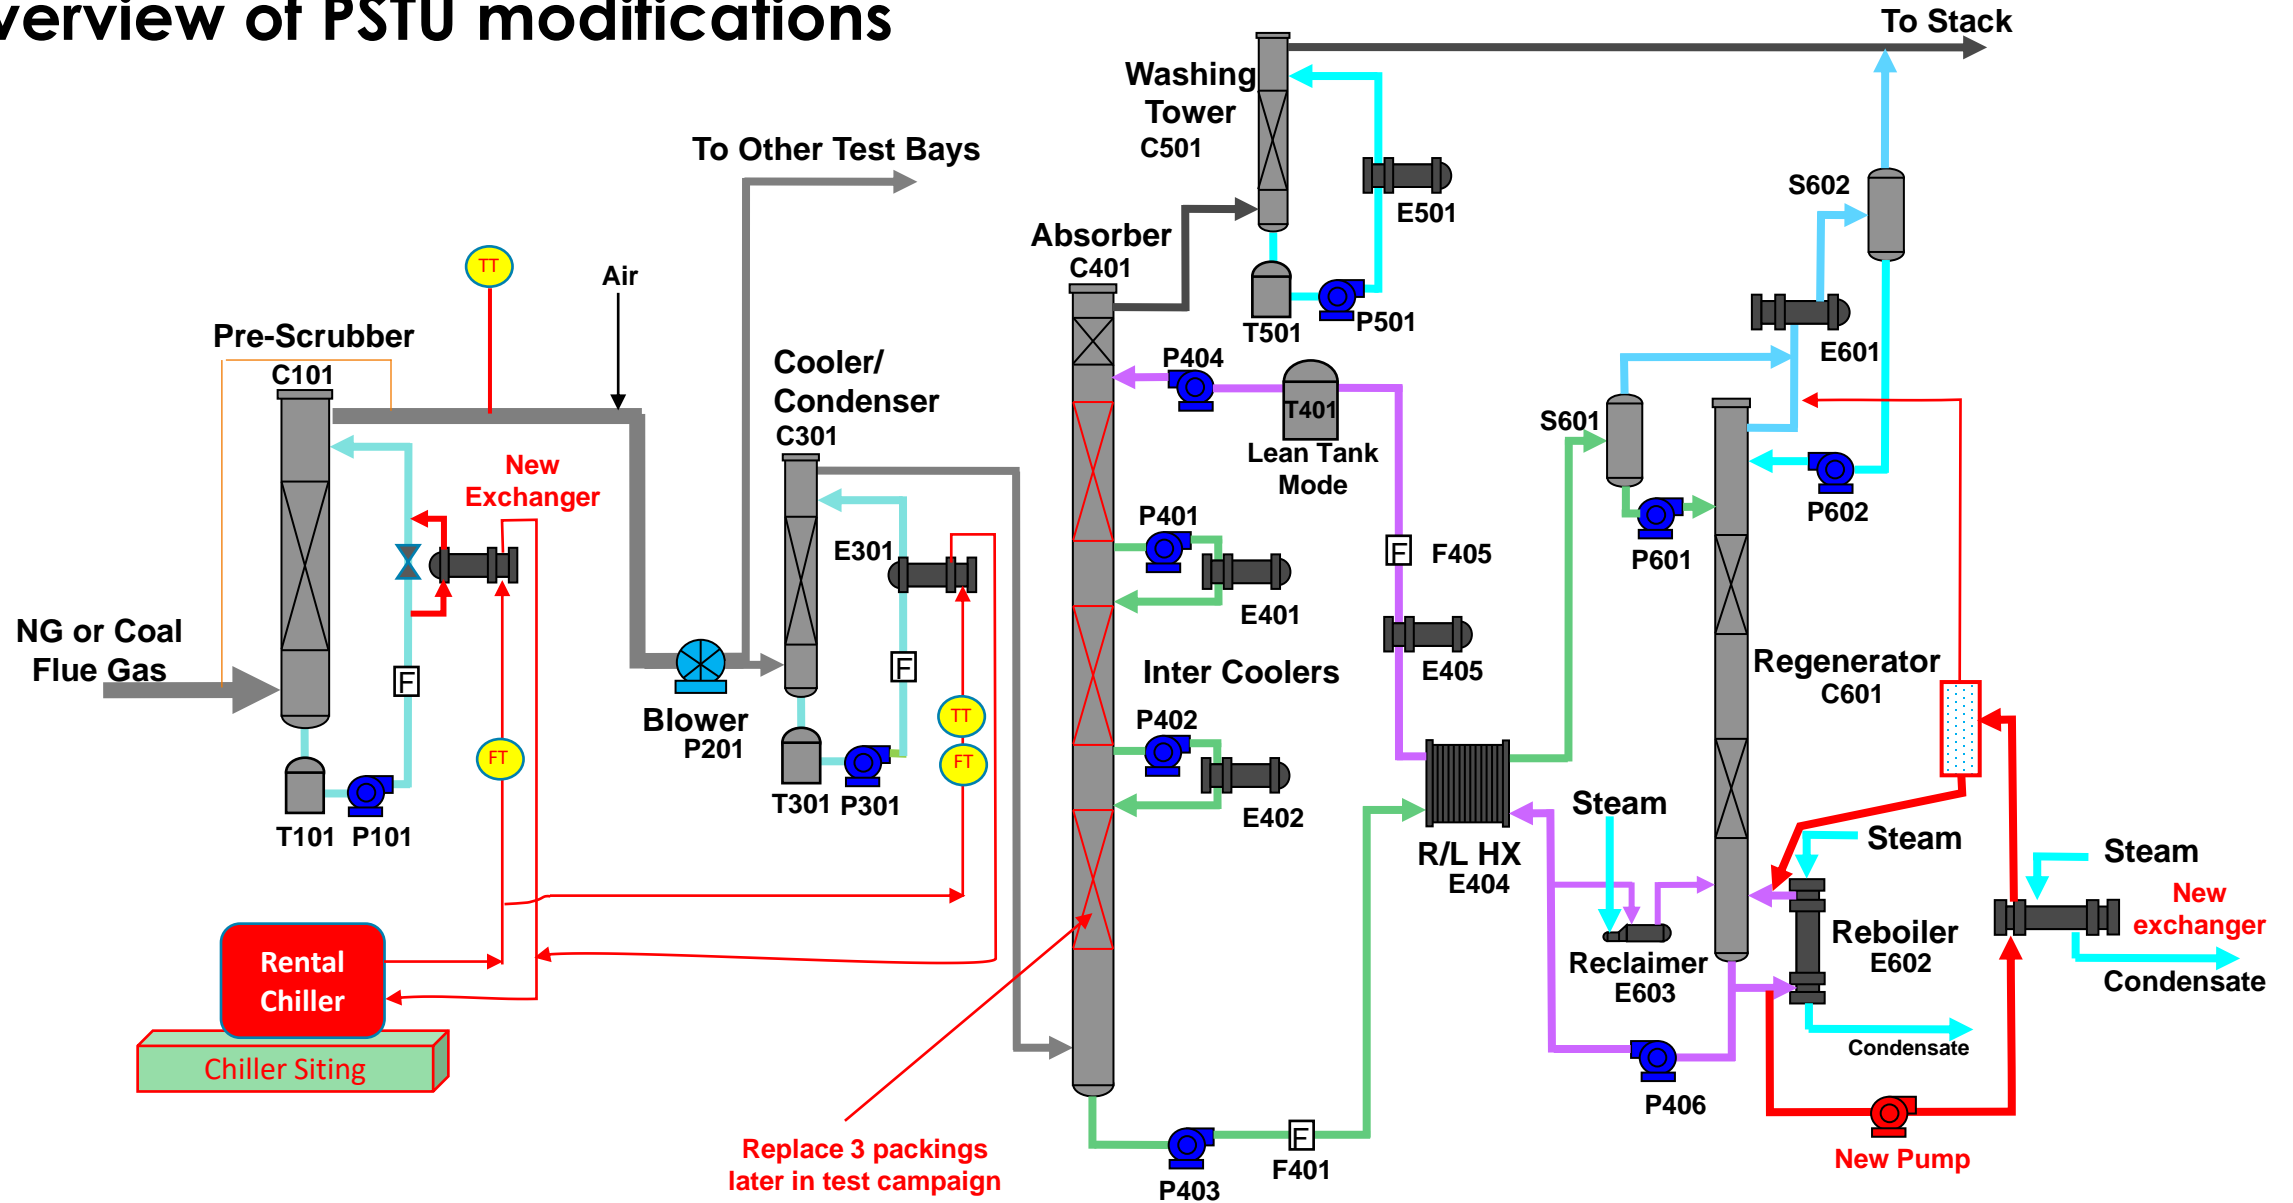 verview of PSTU modifications
To Stack
Washing
Tower
C501
To Other Test Bays
S602
E501
Absorber
C401
TT
Air
Pre-Scrubber
C101
T501
P501
E601
Cooler/
Condenser
C301
P404
T401
Lean Tank
Mode
S601
New
Exchanger
P401
P602
P601
E301
F
F405
E401
NG or Coal
Flue Gas
F
F
E405
Inter Coolers
Regenerator
C601
Blower
P201
TT
FT
FT
P402
T301
P301
E402
T101
P101
Steam
Steam
Steam
R/L HX
E404
New
exchanger
Reboiler
E602
Reclaimer
E603
Condensate
Condensate
Rental
Chiller
Chiller Siting
P406
Replace 3 packings
later in test campaign
F
F401
P403
New Pump